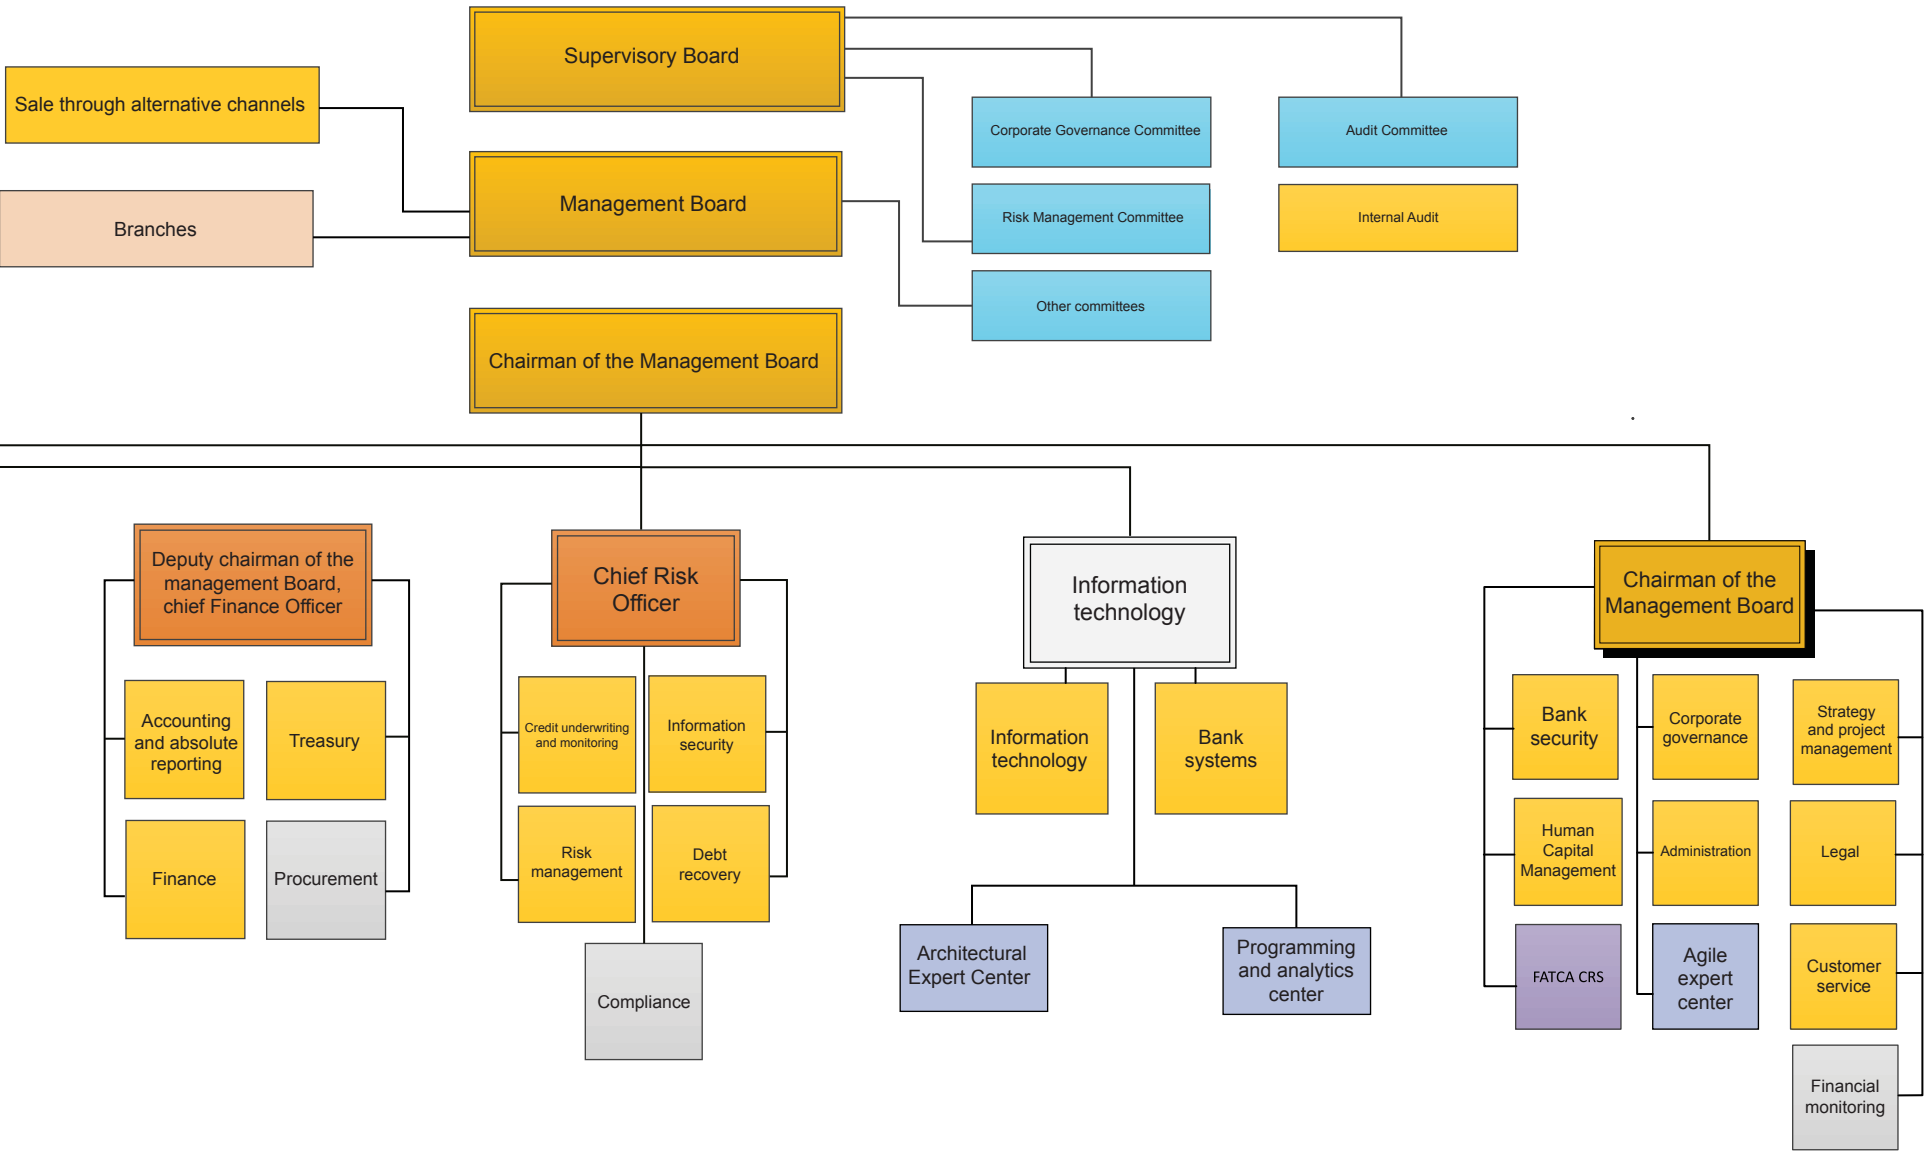 Supervisory Board
Sale through alternative channels
Corporate Governance Committee
Audit Committee
Management Board
Branches
Risk Management Committee
Internal Audit
Other committees
Chairman of the Management Board
Deputy chairman of the
management Board,
chief Finance Officer
Chief Risk
Officer
Information
technology
Chairman of the
Management Board
Accounting
and absolute
reporting
Treasury
Finance
Procurement
Credit underwriting
and monitoring
Information
security
Risk
management
Debt
recovery
Compliance
Information
technology
Bank
systems
Architectural
Expert Center
Programming
and analytics
center
Bank
security
Corporate
governance
Strategy
and project
management
Human
Capital
Management
Administration
Legal
FATCA CRS
Agile
expert
center
Customer
service
Financial
monitoring